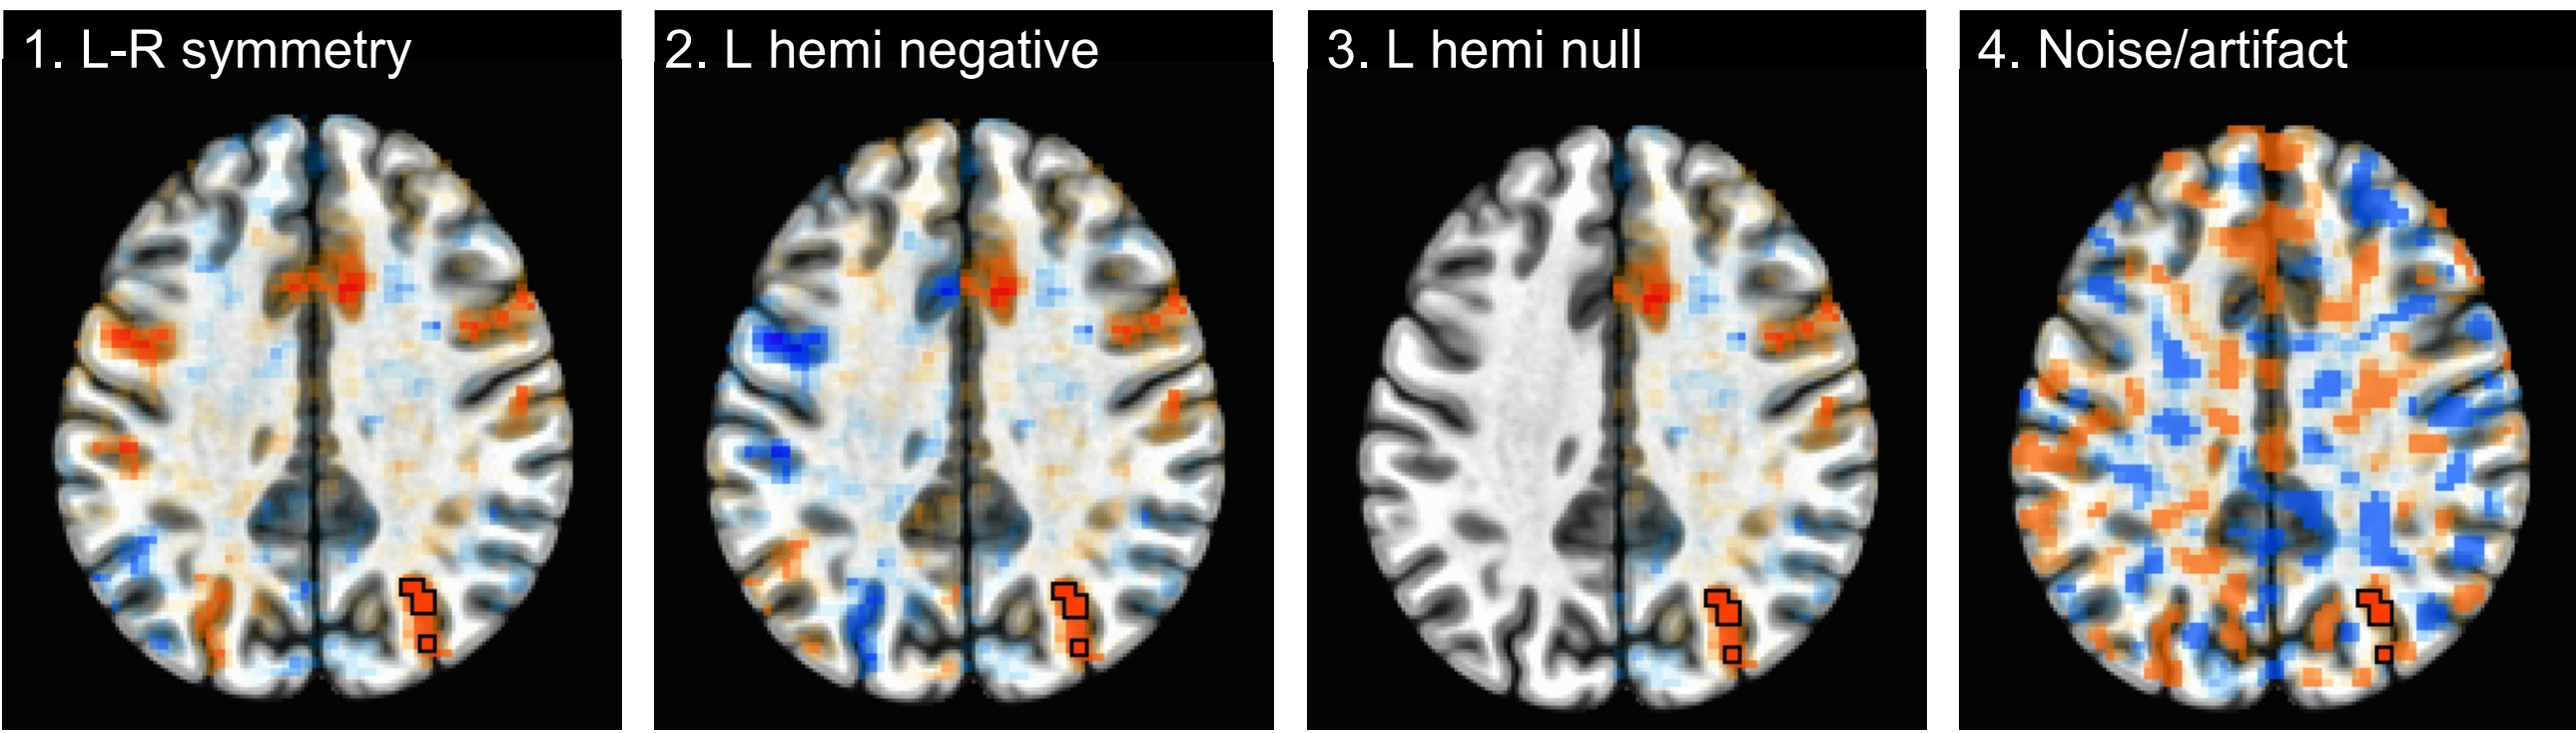 1. L-R symmetry
2. L hemi negative
3. L hemi null
4. Noise/artifact